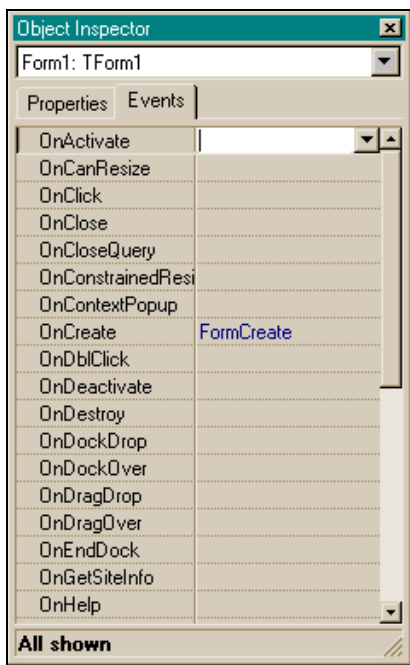 Object Inspector
Form1: TForm1
Properties Events
OnActivate
OnCanResize
OnClick
OnClose
OnCloseQuery
OnConstrainedResi
OnContextPopup
OnCreate FormCreate
OnDblClick
OnDeactivate
OnDestroy
OnDockDrop
OnDockOver
OnDragDrop
OnDragOver
OnEndDock
OnGetSiteInfo
OnHelp
All shown